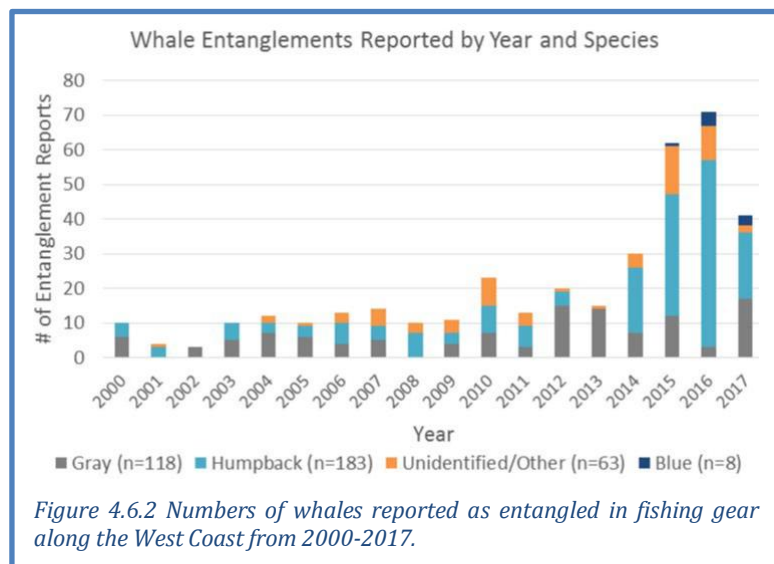 Whale Entanglements Reported by Year and Species
80
70
60
50
40
30
20
10
0
# of Entanglement Reports
2000 2001 2002 2003 2004 2005 2006 2007 2008 2009 2010 2011 2012 2013 2014 2015 2016 2017
Year
Gray (n=118) Humpback (n=183) Unidentified/Other (n=63) Blue (n=8)
Figure 4.6.2 Numbers of whales reported as entangled in fishing gear
along the West Coast from 2000-2017.